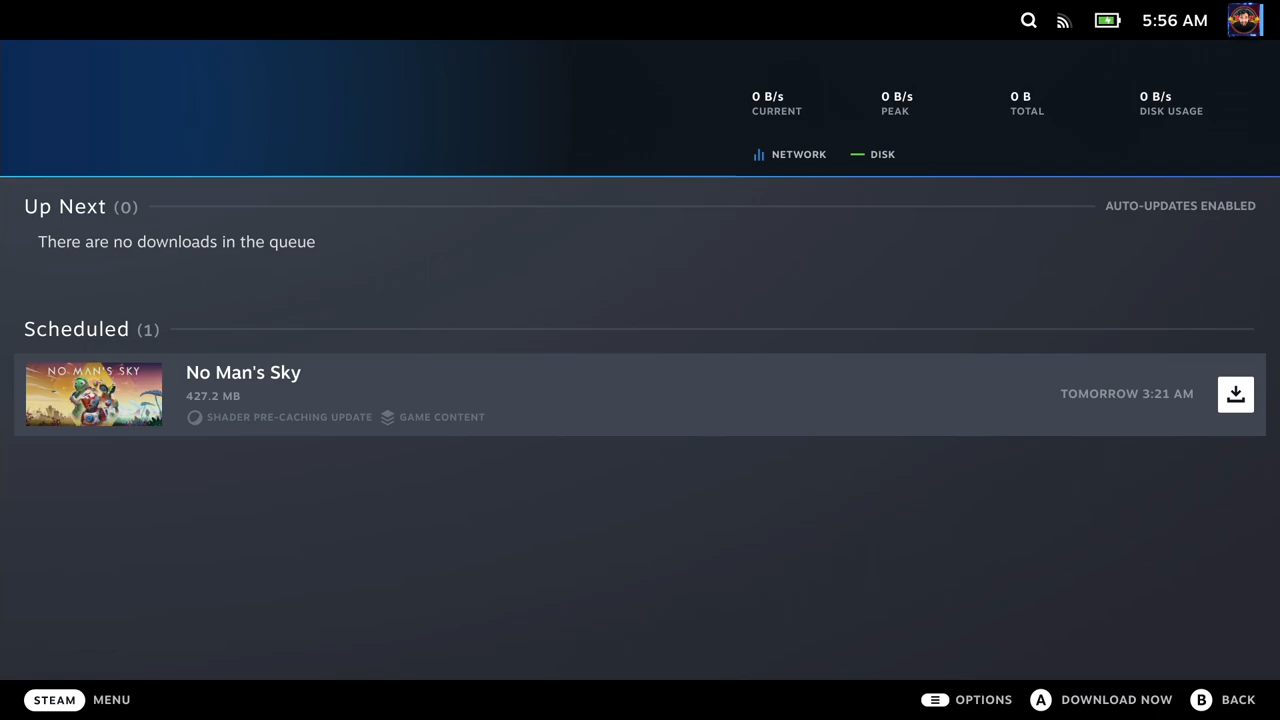 5:56 AM
0 B/s 0 B/s 0 B 0 B/s
CURRENT PEAK TOTAL DISK USAGE
NETWORK DISK
Up Next (0) AUTO-UPDATES ENABLED
There are no downloads in the queue
Scheduled (1)
NO MAN'S SKY
No Man's Sky
427.2 MB
TOMORROW 3:21 AM
SHADER PRE-CACHING UPDATE GAME CONTENT
STEAM MENU OPTIONS A DOWNLOAD NOW B BACK